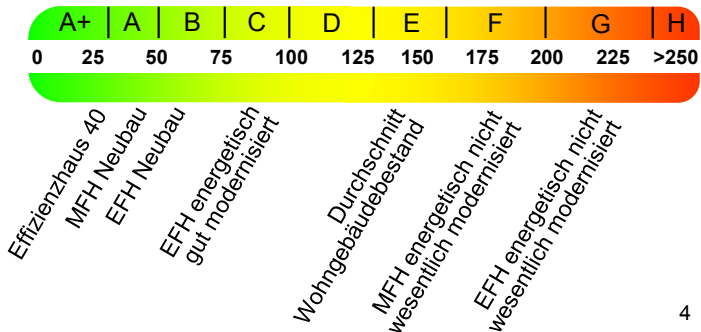 A+ A B C D E F G H
0 25 50 75 100 125 150 175 200 225 >250
Effizienzhaus 40
MFH Neubau
EFH Neubau
EFH energetisch
gut modernisiert
Durchschnitt
Wohngebäudebestand
MFH energetisch nicht
wesentlich modernisiert
EFH energetisch nicht
wesentlich modernisiert
4